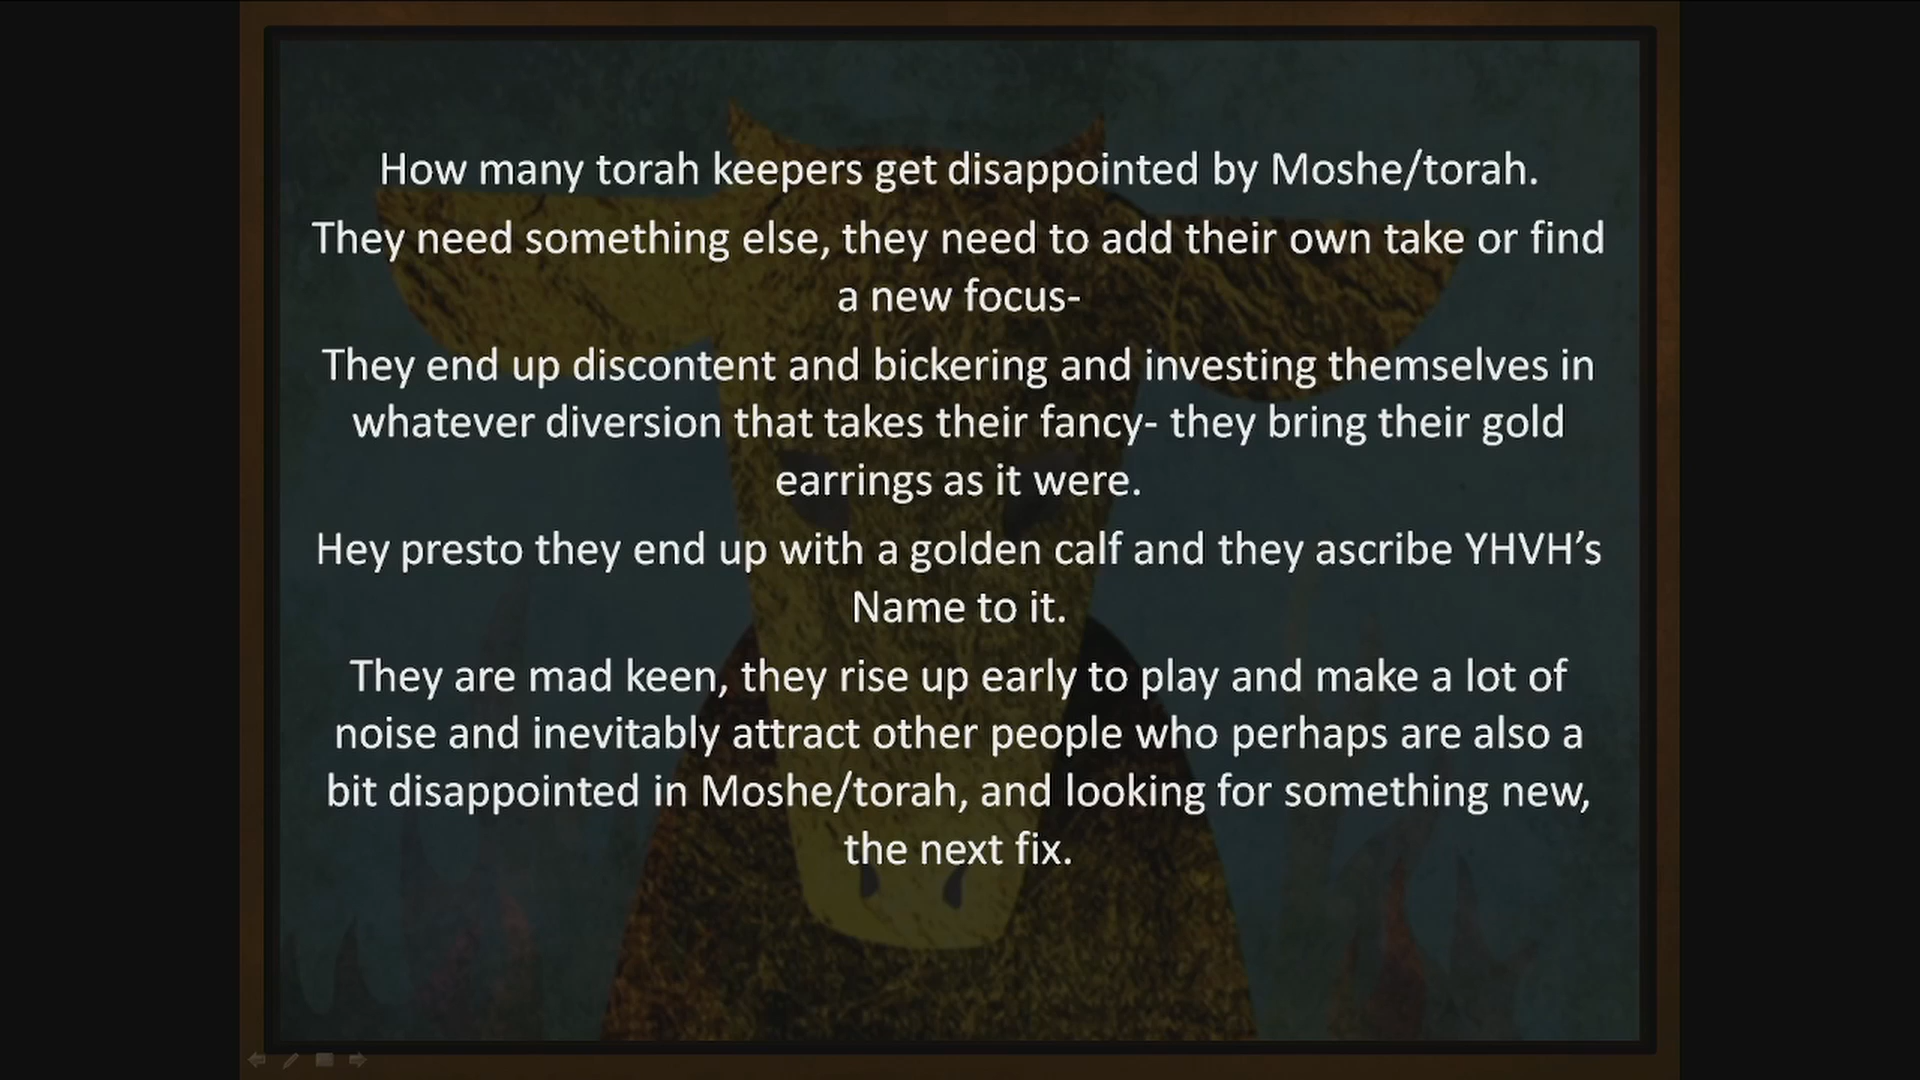 How many torah keepers get disappointed by Moshe/torah.
They need something else, they need to add their own take or find
a new focus-
They end up discontent and bickering and investing themselves in
whatever diversion that takes their fancy- they bring their gold
earrings as it were.
Hey presto they end up with a golden calf and they ascribe YHVH’s
Name to it.
They are mad keen, they rise up early to play and make a lot of
noise and inevitably attract other people who perhaps are also a
bit disappointed in Moshe/torah, and looking for something new,
the next fix.